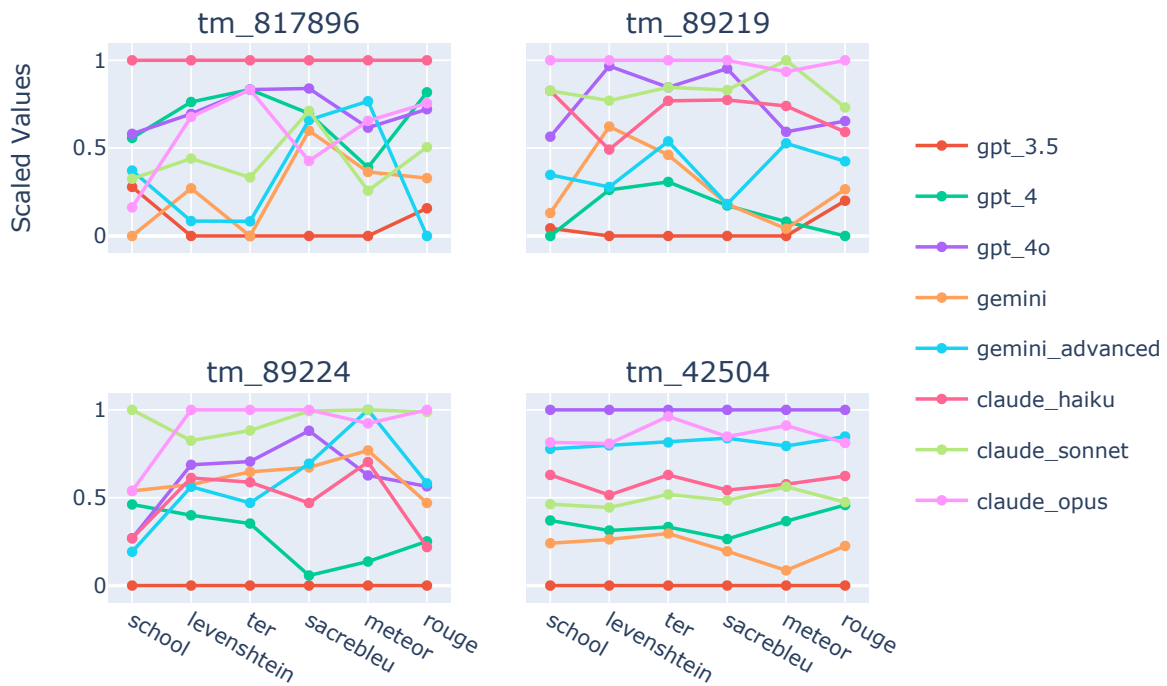 tm_817896
tm_89219
Scaled Values
1
0.5
0
gpt_3.5
gpt_4
gpt_4o
gemini
gemini_advanced
claude_haiku
claude_sonnet
claude_opus
tm_89224
tm_42504
1
0.5
0
school
levenshtein
ter
sacrebleu
meteor
rouge
school
levenshtein
ter
sacrebleu
meteor
rouge